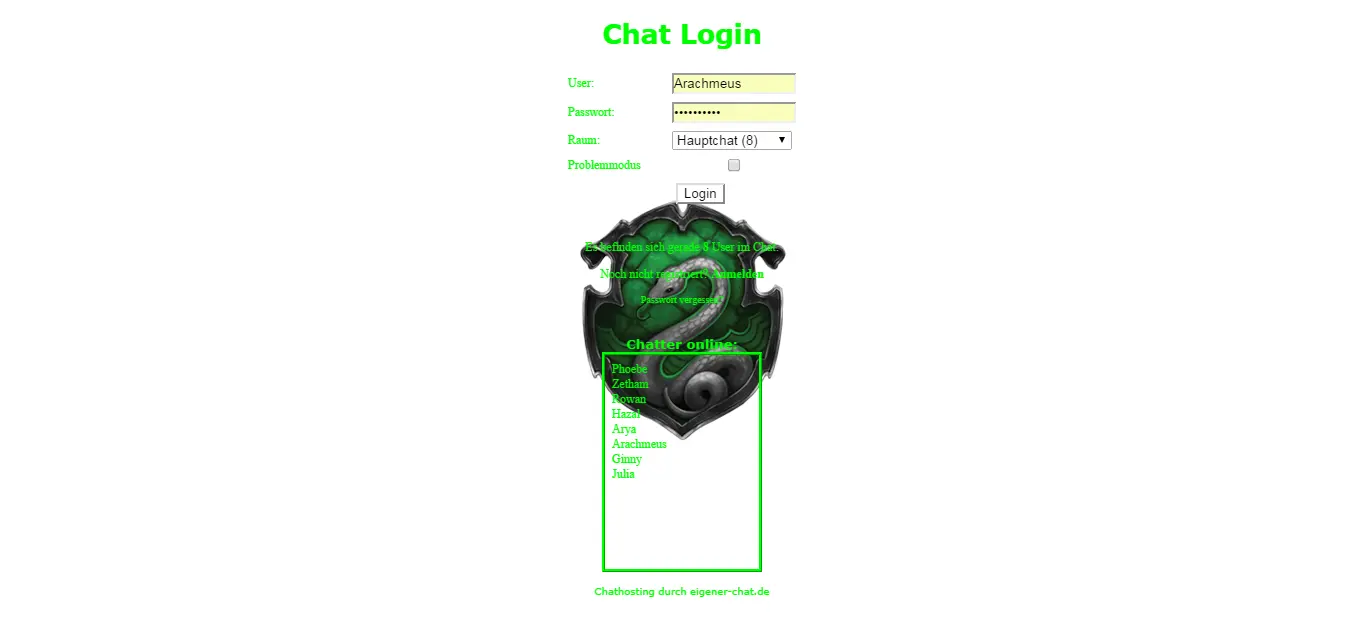 Chat Login
User: Arachmeus
Passwort: ••••••••••
Raum: Hauptchat (8)
Problemmodus
Login
Es befinden sich gerade 8 User im Chat.
Noch nicht registriert? Anmelden
Passwort vergessen?
Chatter online:
Phoebe
Zetham
Rowan
Hazal
Arya
Arachmeus
Ginny
Julia
Chathosting durch eigener-chat.de